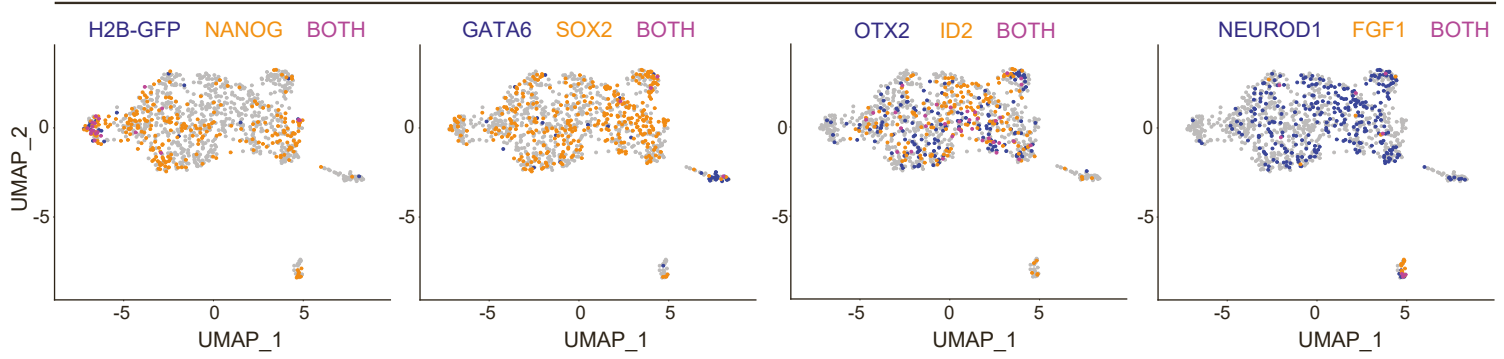 H2B-GFP NANOG BOTH
GATA6 SOX2 BOTH
OTX2 ID2 BOTH
NEUROD1 FGF1 BOTH
UMAP_2
0
-5
-5 0 5
UMAP_1
0
-5
-5 0 5
UMAP_1
0
-5
-5 0 5
UMAP_1
0
-5
-5 0 5
UMAP_1